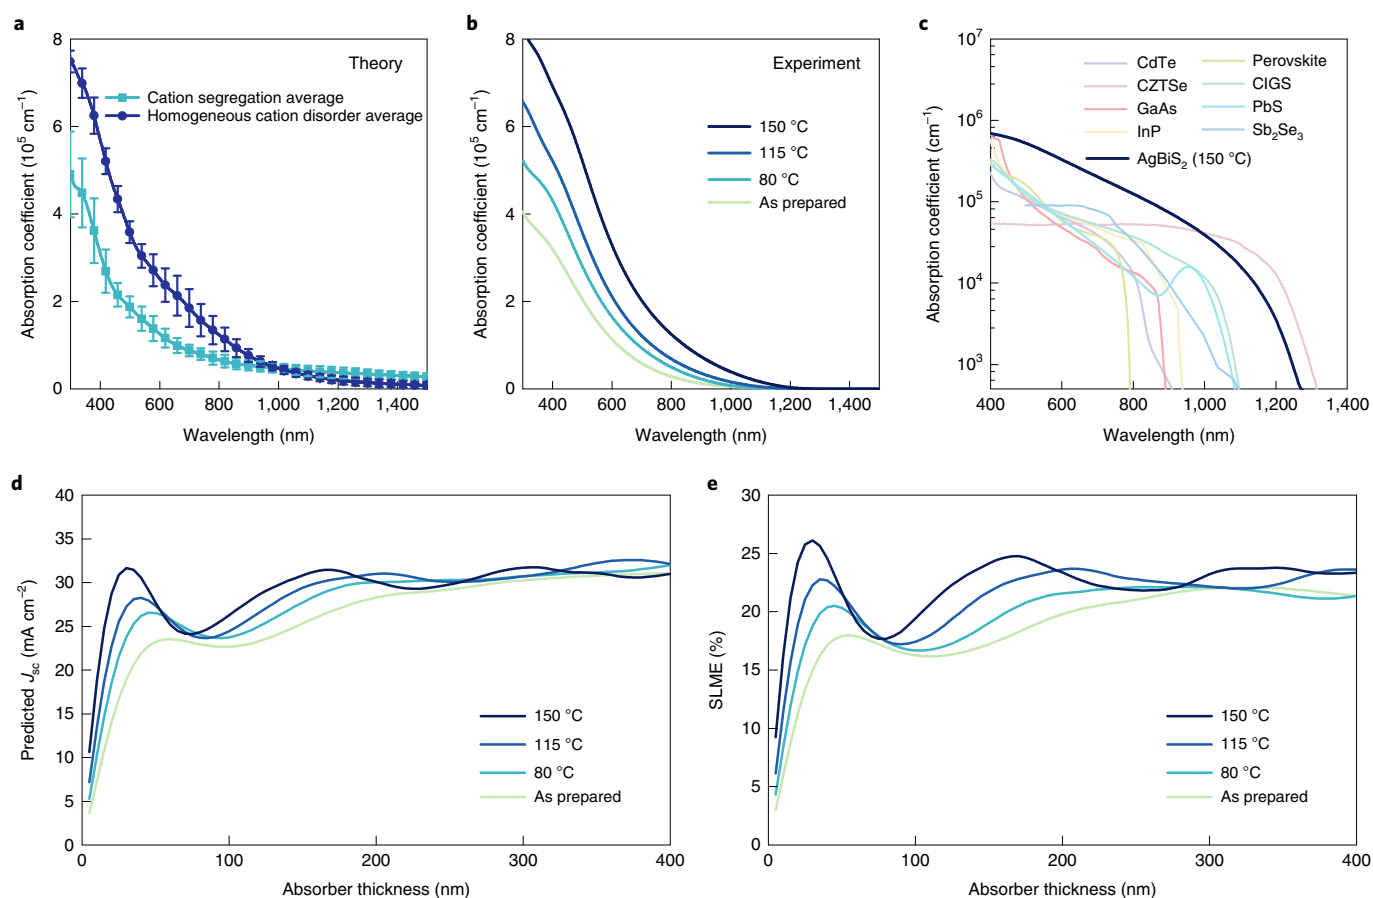 a
8
6
4
2
0
Absorption coefficient (10⁵ cm⁻¹)
Theory
Cation segregation average
Homogeneous cation disorder average
400
600
800
1,000
1,200
1,400
Wavelength (nm)
b
8
6
4
2
0
Absorption coefficient (10⁵ cm⁻¹)
Experiment
150 °C
115 °C
80 °C
As prepared
400
600
800
1,000
1,200
1,400
Wavelength (nm)
c
10⁷
10⁶
10⁵
10⁴
10³
Absorption coefficient (cm⁻¹)
CdTe
CZTSe
GaAs
InP
Perovskite
CIGS
PbS
Sb₂Se₃
AgBiS₂ (150 °C)
400
600
800
1,000
1,200
1,400
Wavelength (nm)
d
40
35
30
25
20
15
10
5
0
Predicted Jsc (mA cm⁻²)
150 °C
115 °C
80 °C
As prepared
0
100
200
300
400
Absorber thickness (nm)
e
30
25
20
15
10
5
0
SLME (%)
150 °C
115 °C
80 °C
As prepared
0
100
200
300
400
Absorber thickness (nm)